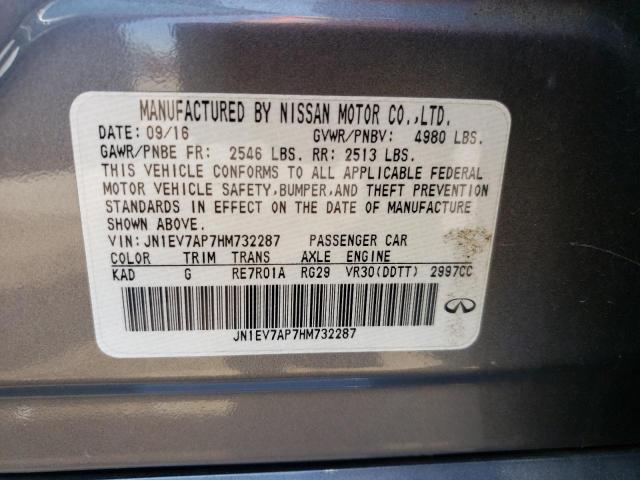 MANUFACTURED BY NISSAN MOTOR CO.,LTD.
DATE: 09/16 GVWR/PNBV: 4980 LBS.
GAWR/PNBE FR: 2546 LBS. RR: 2513 LBS.
THIS VEHICLE CONFORMS TO ALL APPLICABLE FEDERAL
MOTOR VEHICLE SAFETY,BUMPER,AND THEFT PREVENTION
STANDARDS IN EFFECT ON THE DATE OF MANUFACTURE
SHOWN ABOVE.
VIN: JN1EV7AP7HM732287 PASSENGER CAR
COLOR TRIM TRANS AXLE ENGINE
KAD G RE7R01A RG29 VR30(DDTT) 2997CC
JN1EV7AP7HM732287
INFINITI